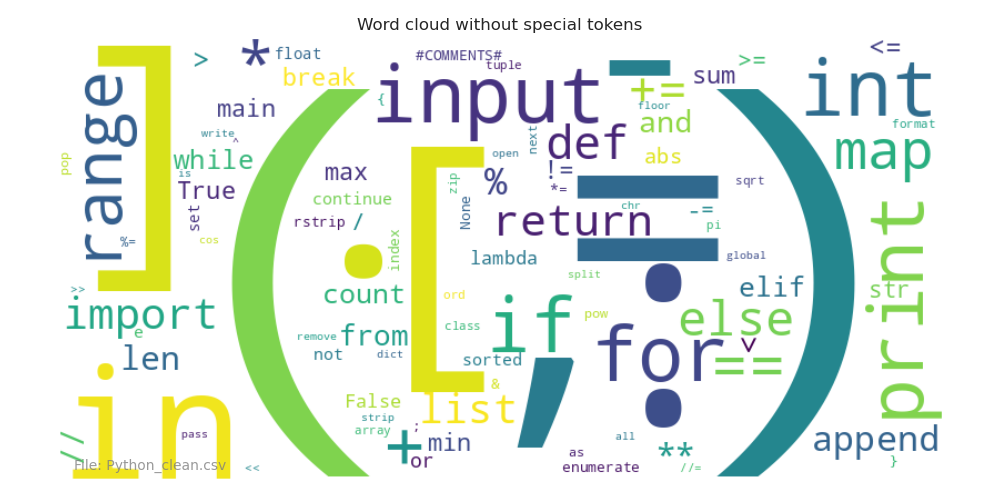 Word cloud without special tokens
] > * float #COMMENTS# tuple sum >= <=
range main break { input += int
floor and format
write ^ while next def abs map
pop is True max open != *= sqrt
set continue zip % None return chr -= pi
%= cos rstrip / index lambda = global
>> . [ ord split : elif str print
import e count class if pow else
len remove from not dict sorted for v ==
in ( , )
False list &
strip array ; + min or all ** append
// pass << as enumerate //= }
File: Python_clean.csv